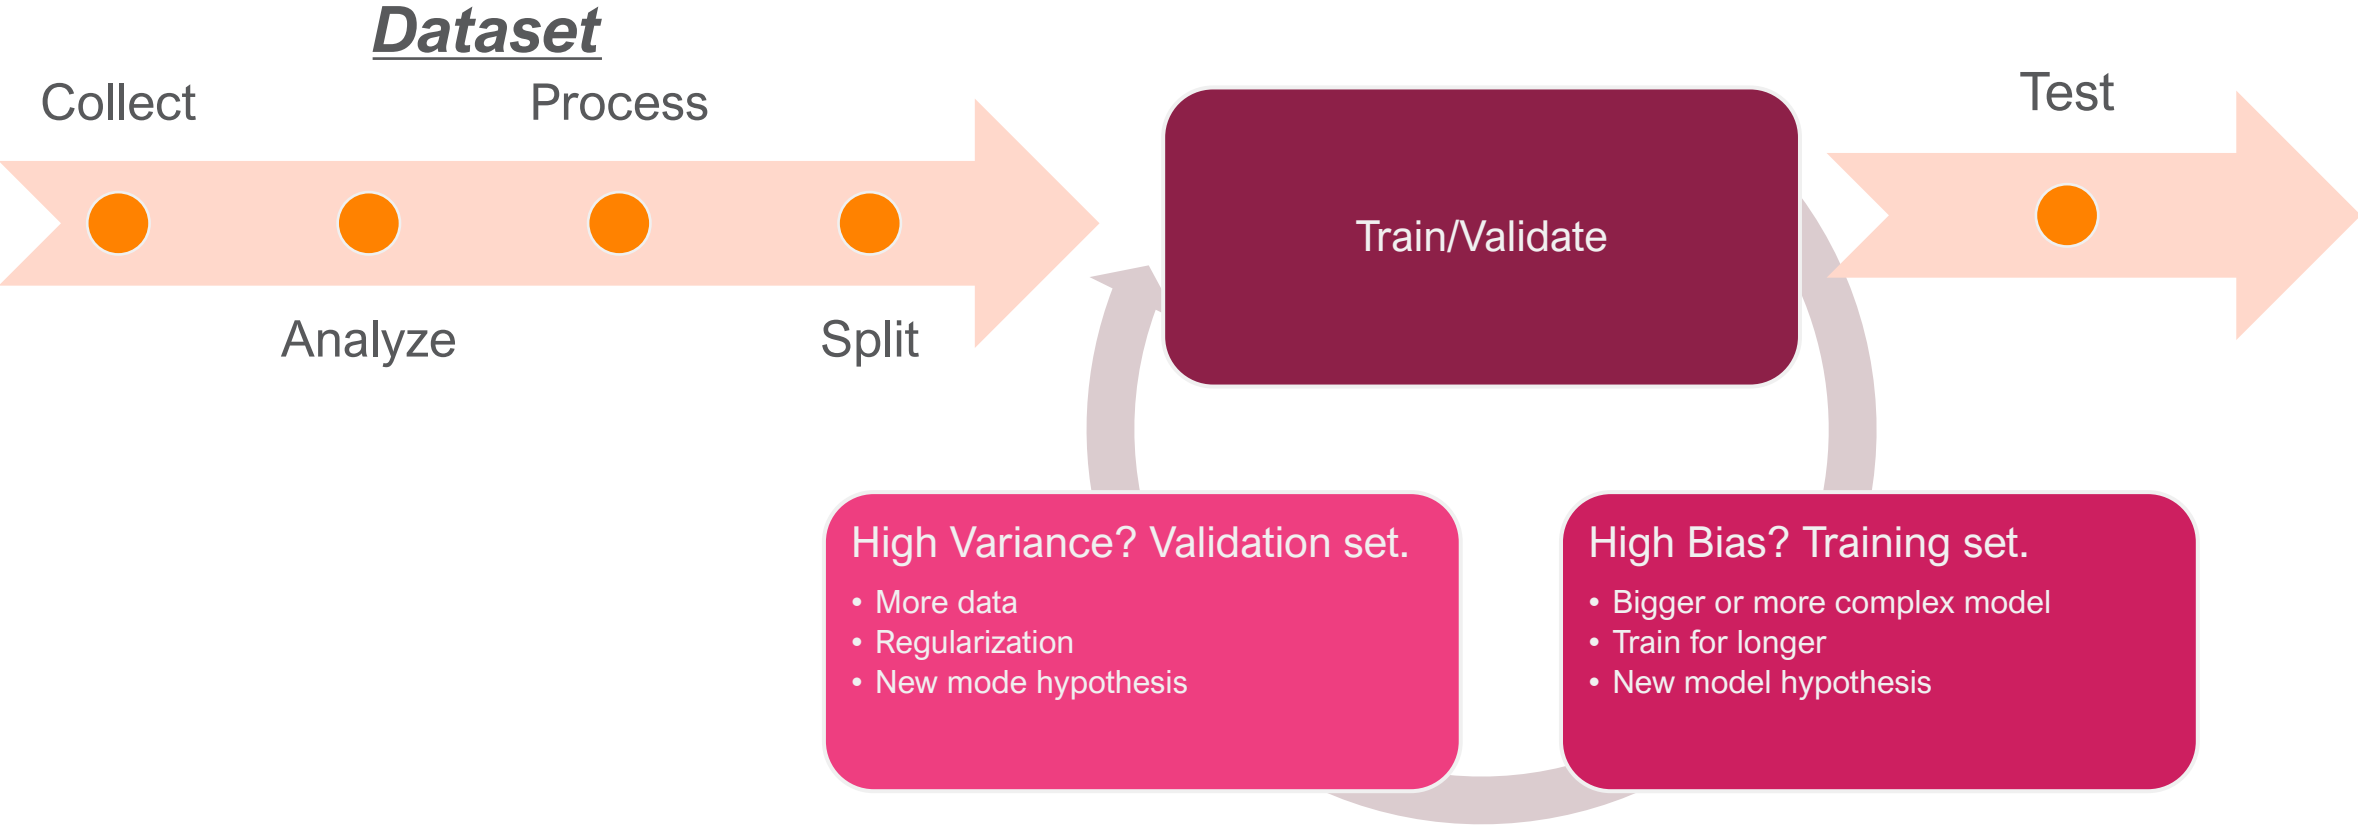 Dataset
Collect
Process
Analyze
Split
Train/Validate
Test
High Variance? Validation set.
• More data
• Regularization
• New mode hypothesis
High Bias? Training set.
• Bigger or more complex model
• Train for longer
• New model hypothesis